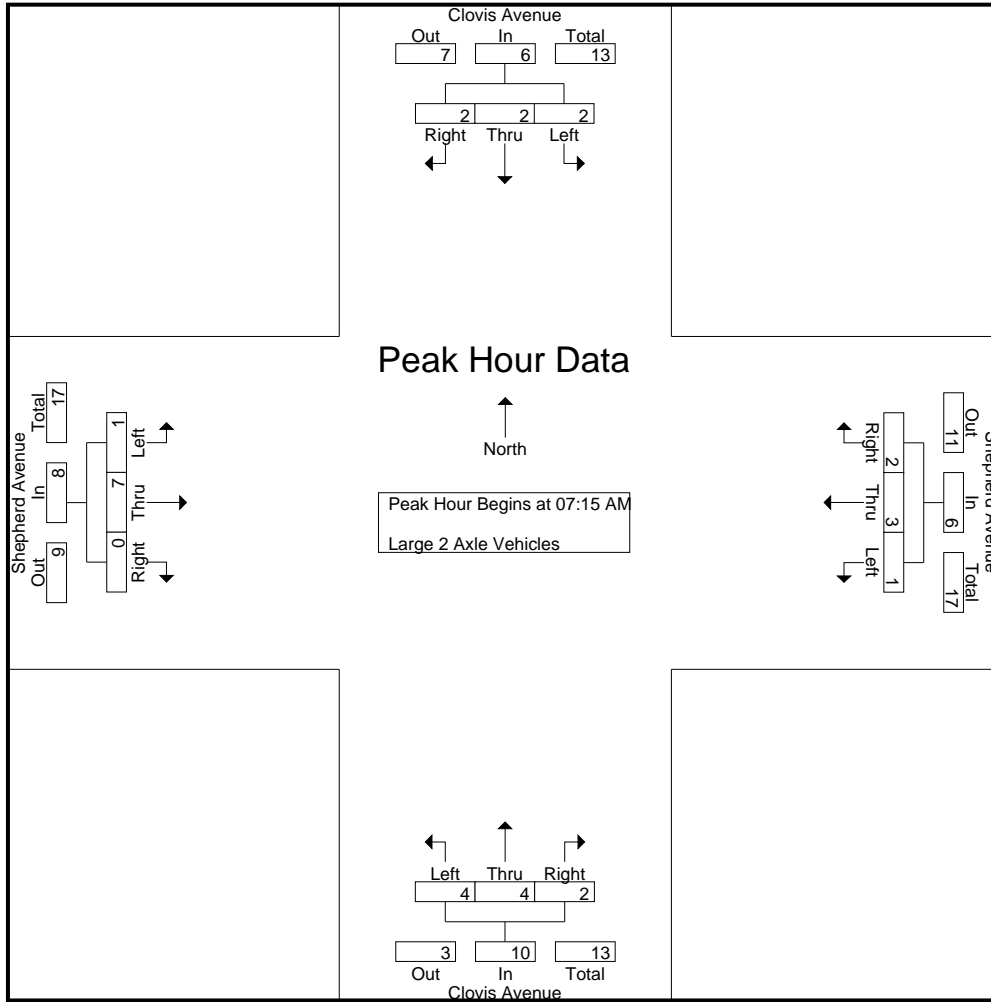 Clovis Avenue
Out In Total
7 6 13
2 2 2
Right Thru Left
Peak Hour Data
North
Peak Hour Begins at 07:15 AM
Large 2 Axle Vehicles
Shepherd Avenue
Total In Out
17 8 9
1 7 0
Left Thru Right
Right Thru Left
2 3 1
Out In Total
11 6 17
Shepherd Avenue
Left Thru Right
4 4 2
3 10 13
Out In Total
Clovis Avenue